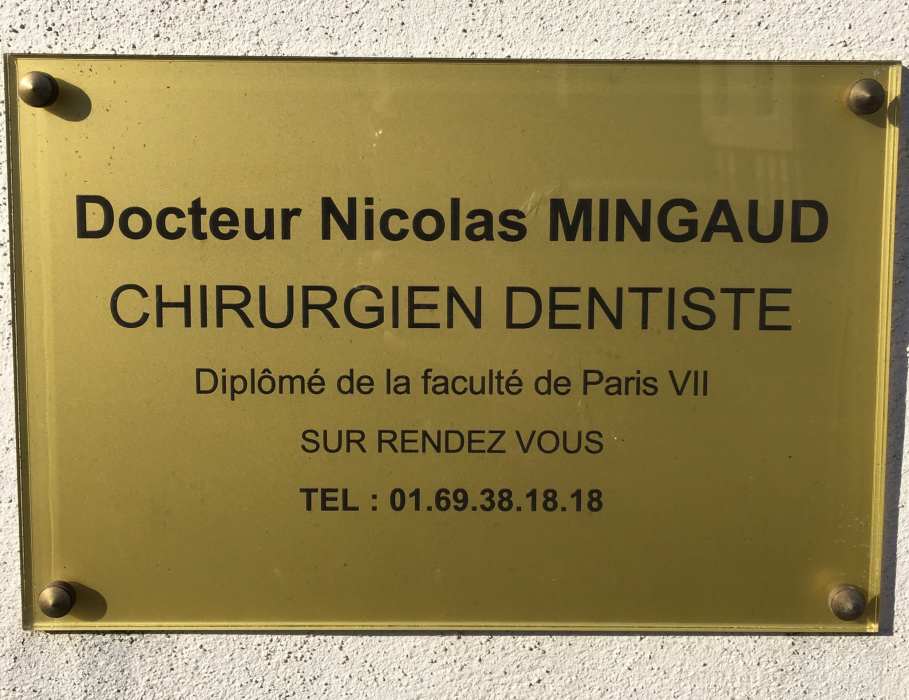 Docteur Nicolas MINGAUD
CHIRURGIEN DENTISTE
Diplômé de la faculté de Paris VII
SUR RENDEZ VOUS
TEL : 01.69.38.18.18